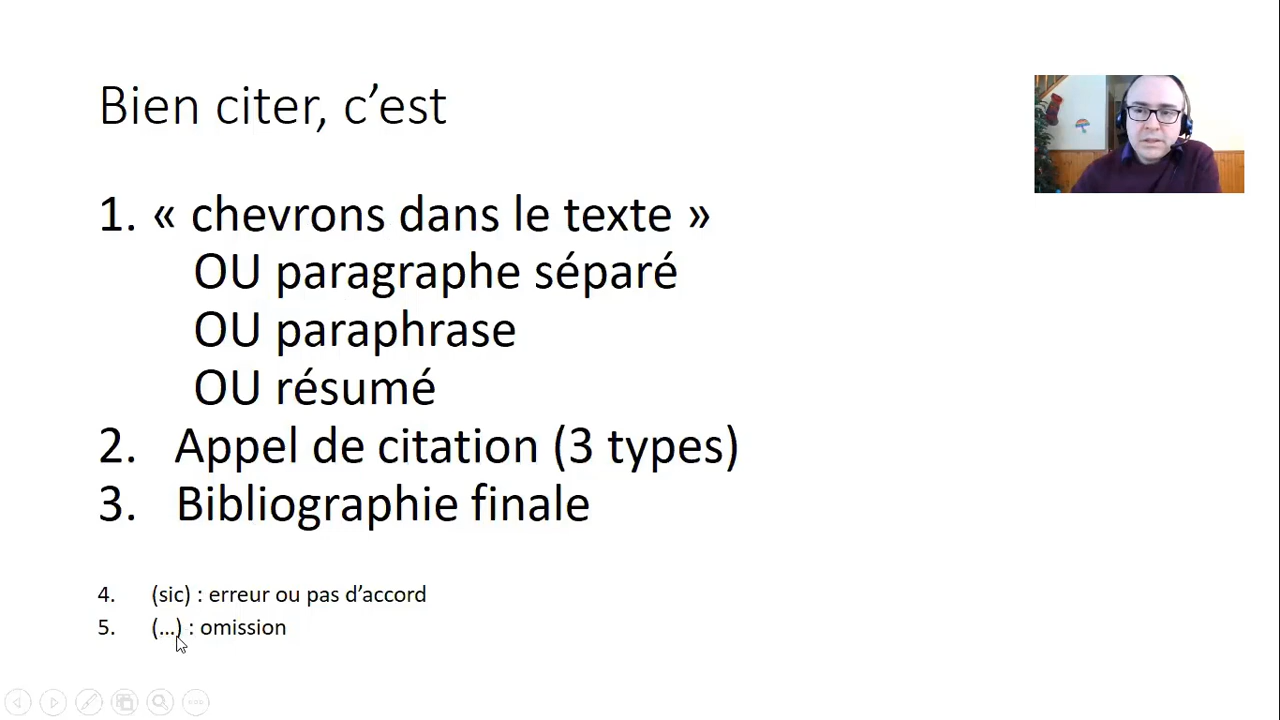 Bien citer, c’est
1. « chevrons dans le texte »
OU paragraphe séparé
OU paraphrase
OU résumé
2. Appel de citation (3 types)
3. Bibliographie finale
4. (sic) : erreur ou pas d’accord
5. (…) : omission